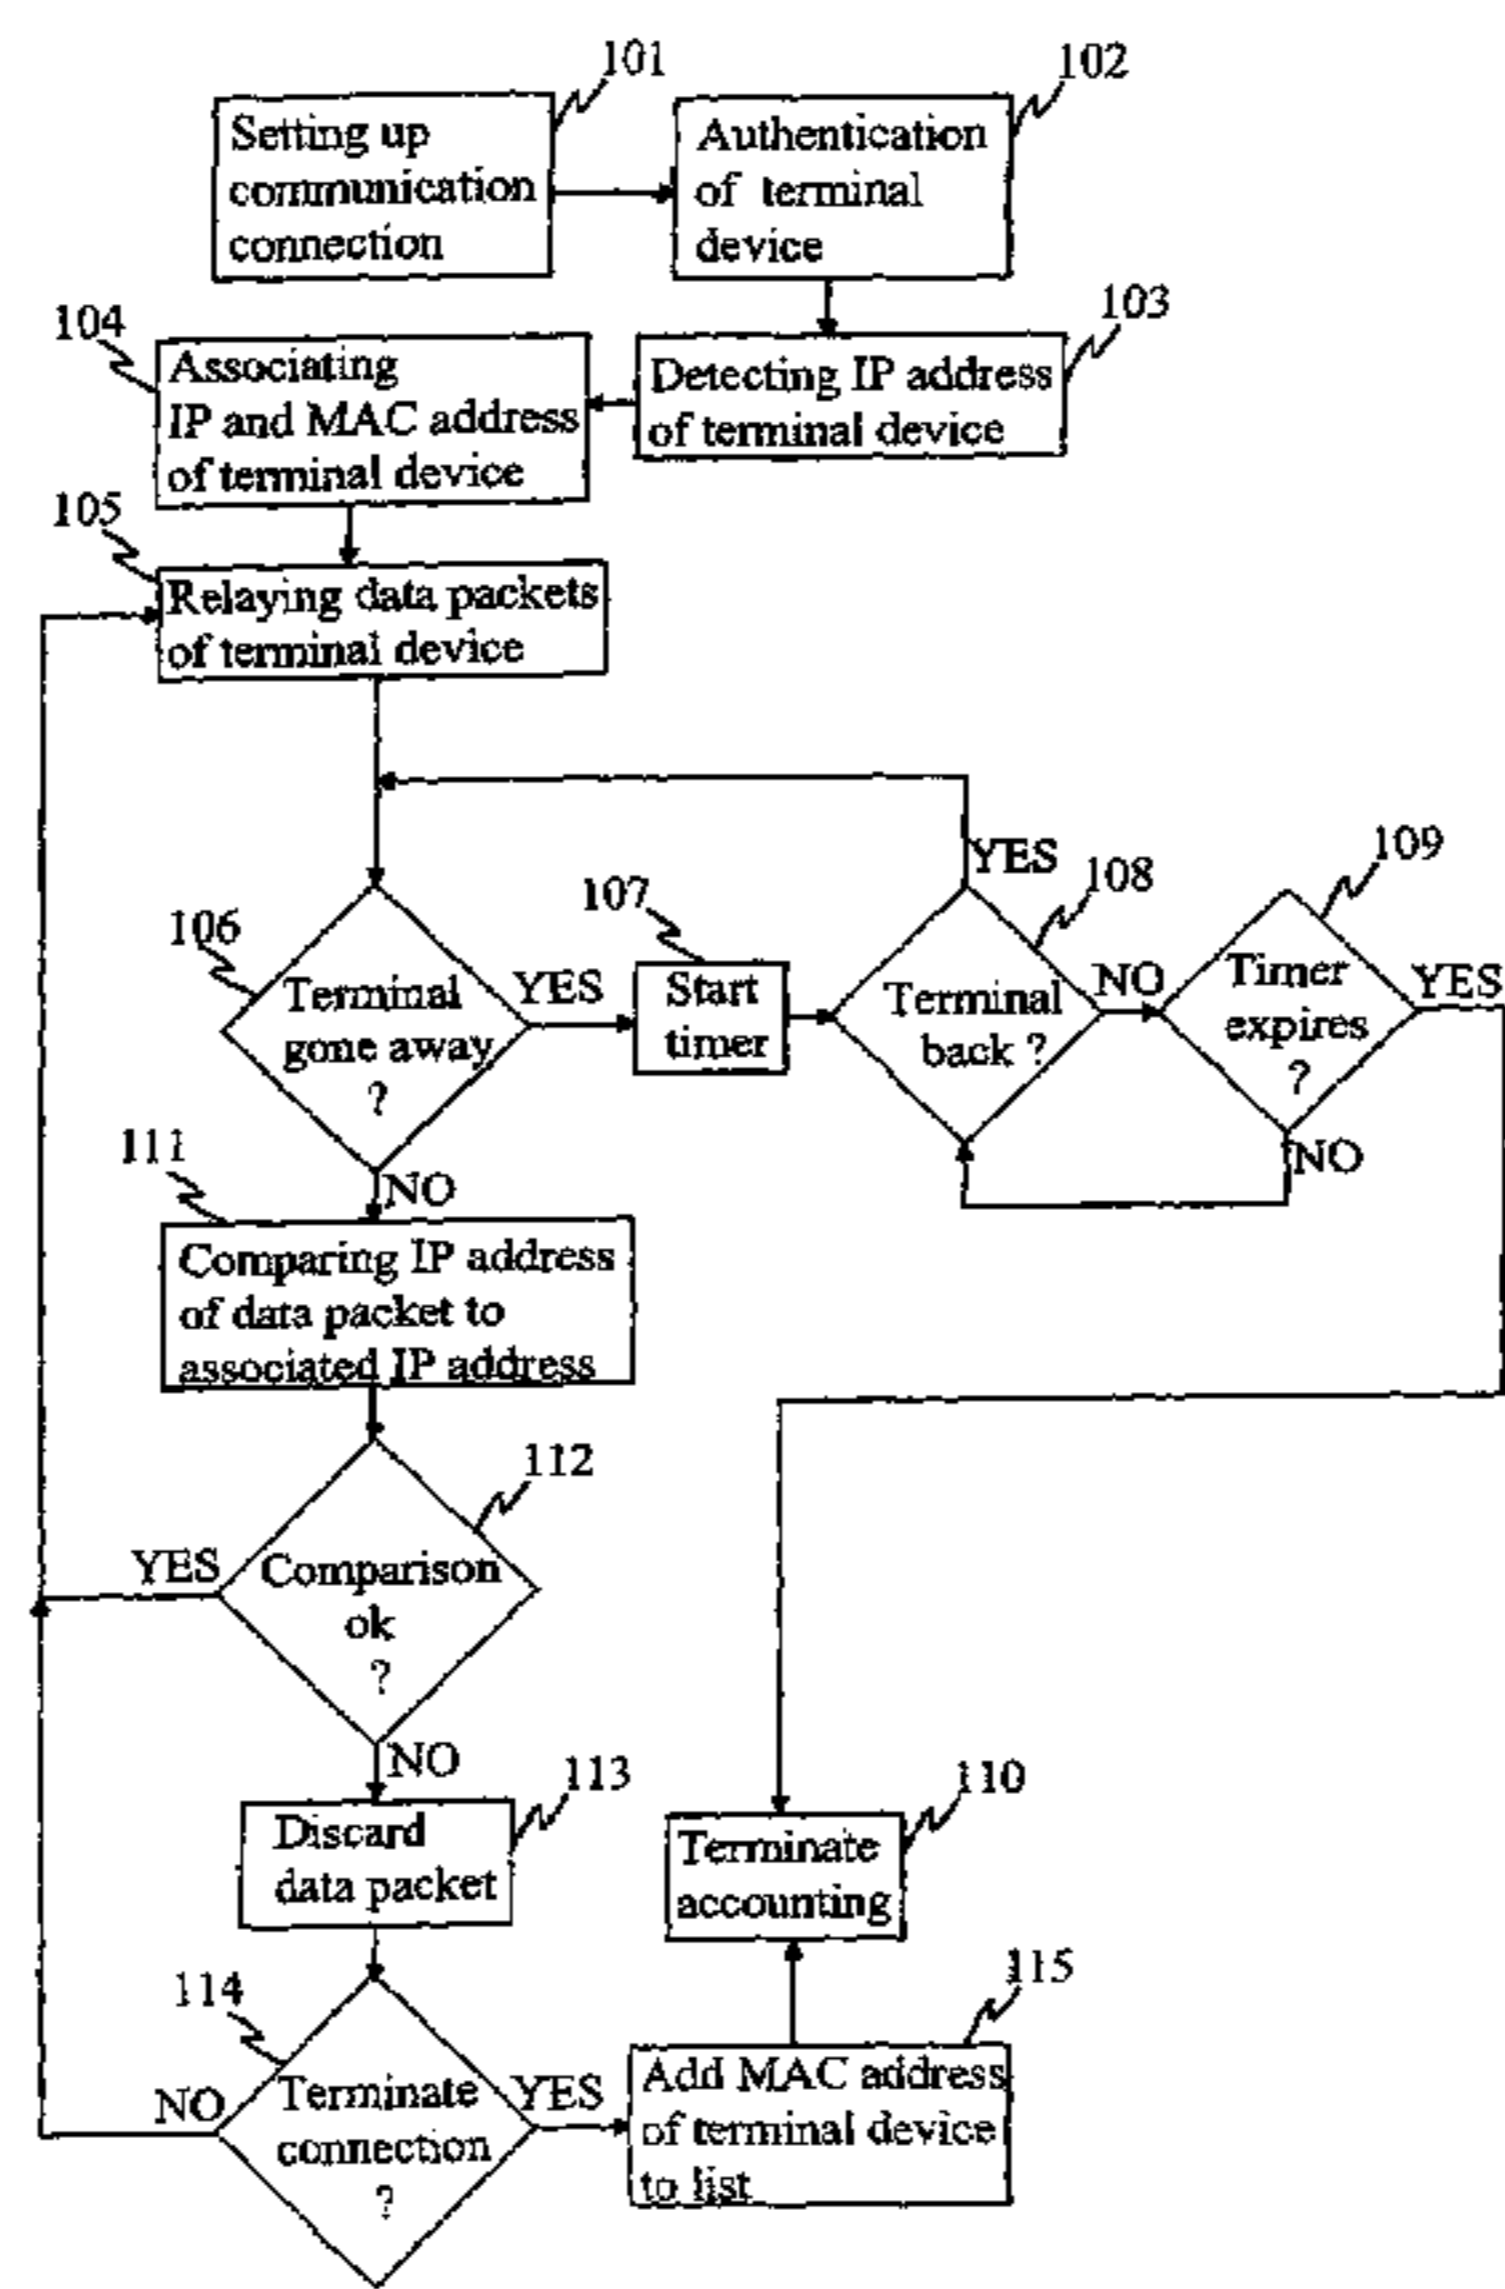 101
Setting up
communication
connection
102
Authentication
of terminal
device
103
Detecting IP address
of terminal device
104
Associating
IP and MAC address
of terminal device
105
Relaying data packets
of terminal device
106
Terminal
gone away
?
YES
NO
107
Start
timer
108
Terminal
back ?
YES
NO
109
Timer
expires
?
YES
NO
111
Comparing IP address
of data packet to
associated IP address
112
Comparison
ok
?
YES
NO
113
Discard
data packet
110
Terminate
accounting
114
Terminate
connection
?
NO
YES
115
Add MAC address
of terminal device
to list